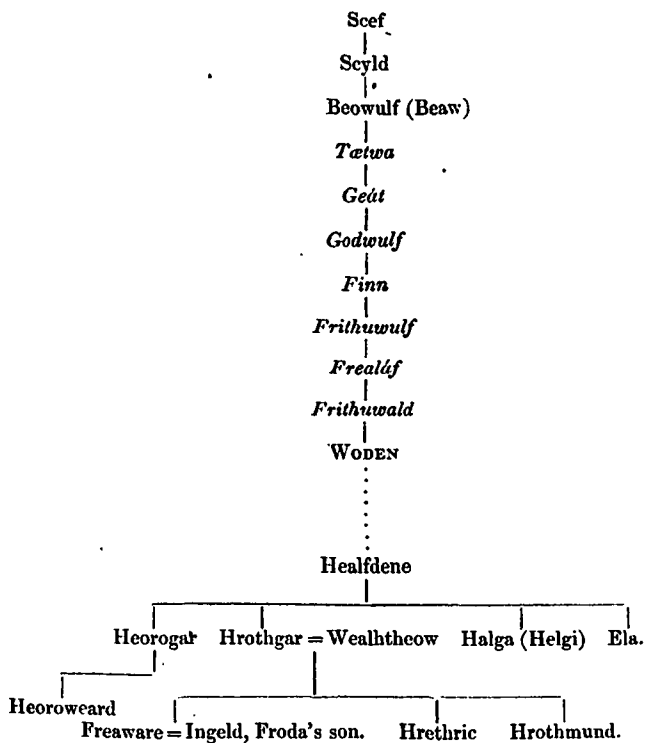 Scef
Scyld
Beowulf (Beaw)
Tætwa
Geát
Godwulf
Finn
Frithuwulf
Frealáf
Frithuwald
WODEN
Healfdene
Heorogar Hrothgar = Wealhtheow Halga (Helgi) Ela.
Heoroweard
Freaware = Ingeld, Froda's son. Hrethric Hrothmund.